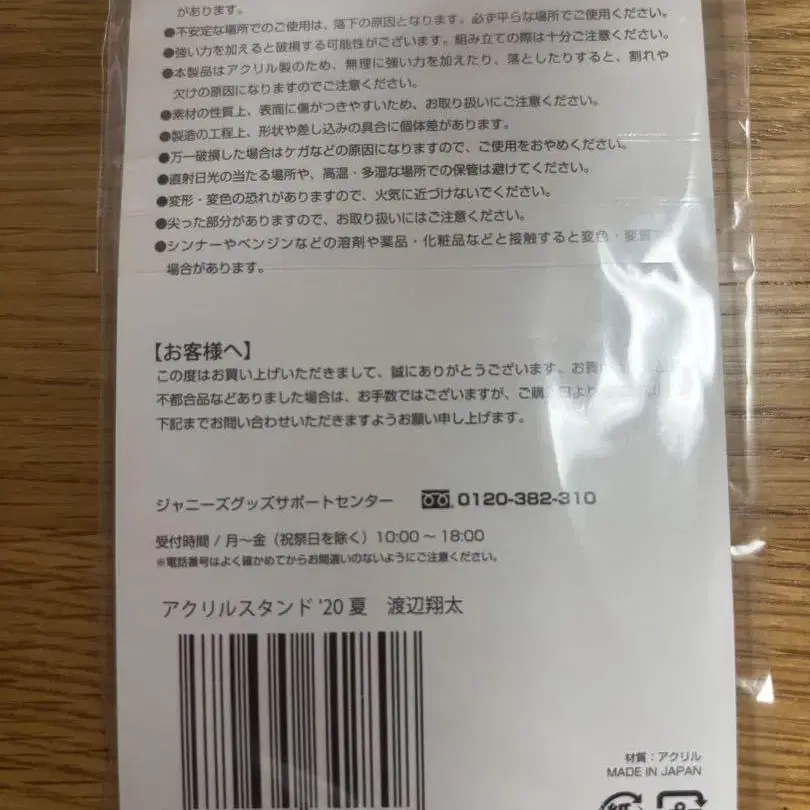 があります。
●不安定な場所でのご使用は、落下の原因となります。必ず平らな場所でご使用ください。
●強い力を加えると破損する可能性がございます。組み立ての際は十分ご注意ください。
●本製品はアクリル製のため、無理に強い力を加えたり、落としたりすると、割れや
欠けの原因になりますのでご注意ください。
●素材の性質上、表面に傷がつきやすいため、お取り扱いにご注意ください。
●製造の工程上、形状や差し込みの具合に個体差があります。
●万一破損した場合はケガなどの原因になりますので、ご使用をおやめください。
●直射日光の当たる場所や、高温・多湿な場所での保管は避けてください。
●変形・変色の恐れがありますので、火気に近づけないでください。
●尖った部分がありますので、お取り扱いにはご注意ください。
●シンナーやベンジンなどの溶剤や薬品・化粧品などと接触すると変色・変質
場合があります。
【お客様へ】
この度はお買い上げいただきまして、誠にありがとうございます。お買
不都合品などありました場合は、お手数ではございますが、ご購入日より
下記までお問い合わせいただきますようお願い申し上げます。
ジャニーズグッズサポートセンター 0120-382-310
受付時間 / 月〜金（祝祭日を除く）10:00 〜 18:00
※電話番号はよく確かめてからお間違いのないようにご注意ください。
アクリルスタンド '20 夏 渡辺翔太
材質：アクリル
MADE IN JAPAN